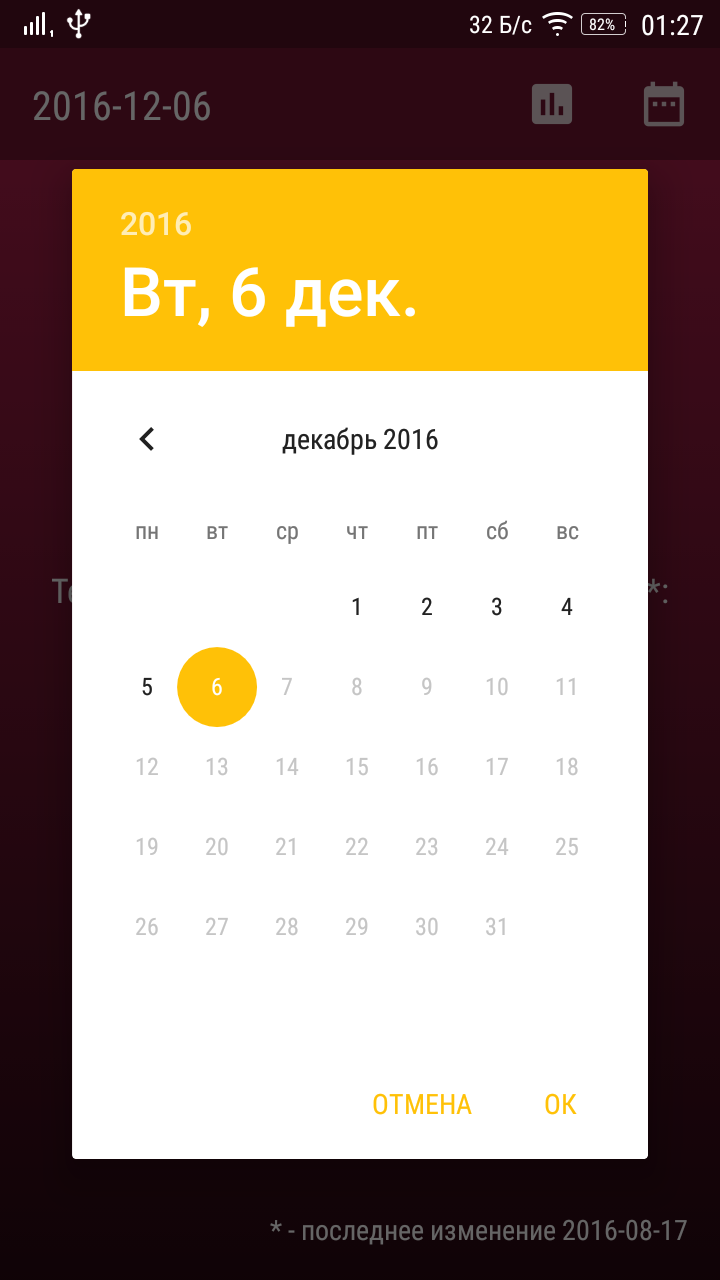 32 Б/с 82% 01:27
2016-12-06
2016
Вт, 6 дек.
декабрь 2016
пн вт ср чт пт сб вс
1 2 3 4
5 6 7 8 9 10 11
12 13 14 15 16 17 18
19 20 21 22 23 24 25
26 27 28 29 30 31
ОТМЕНА ОК
* - последнее изменение 2016-08-17